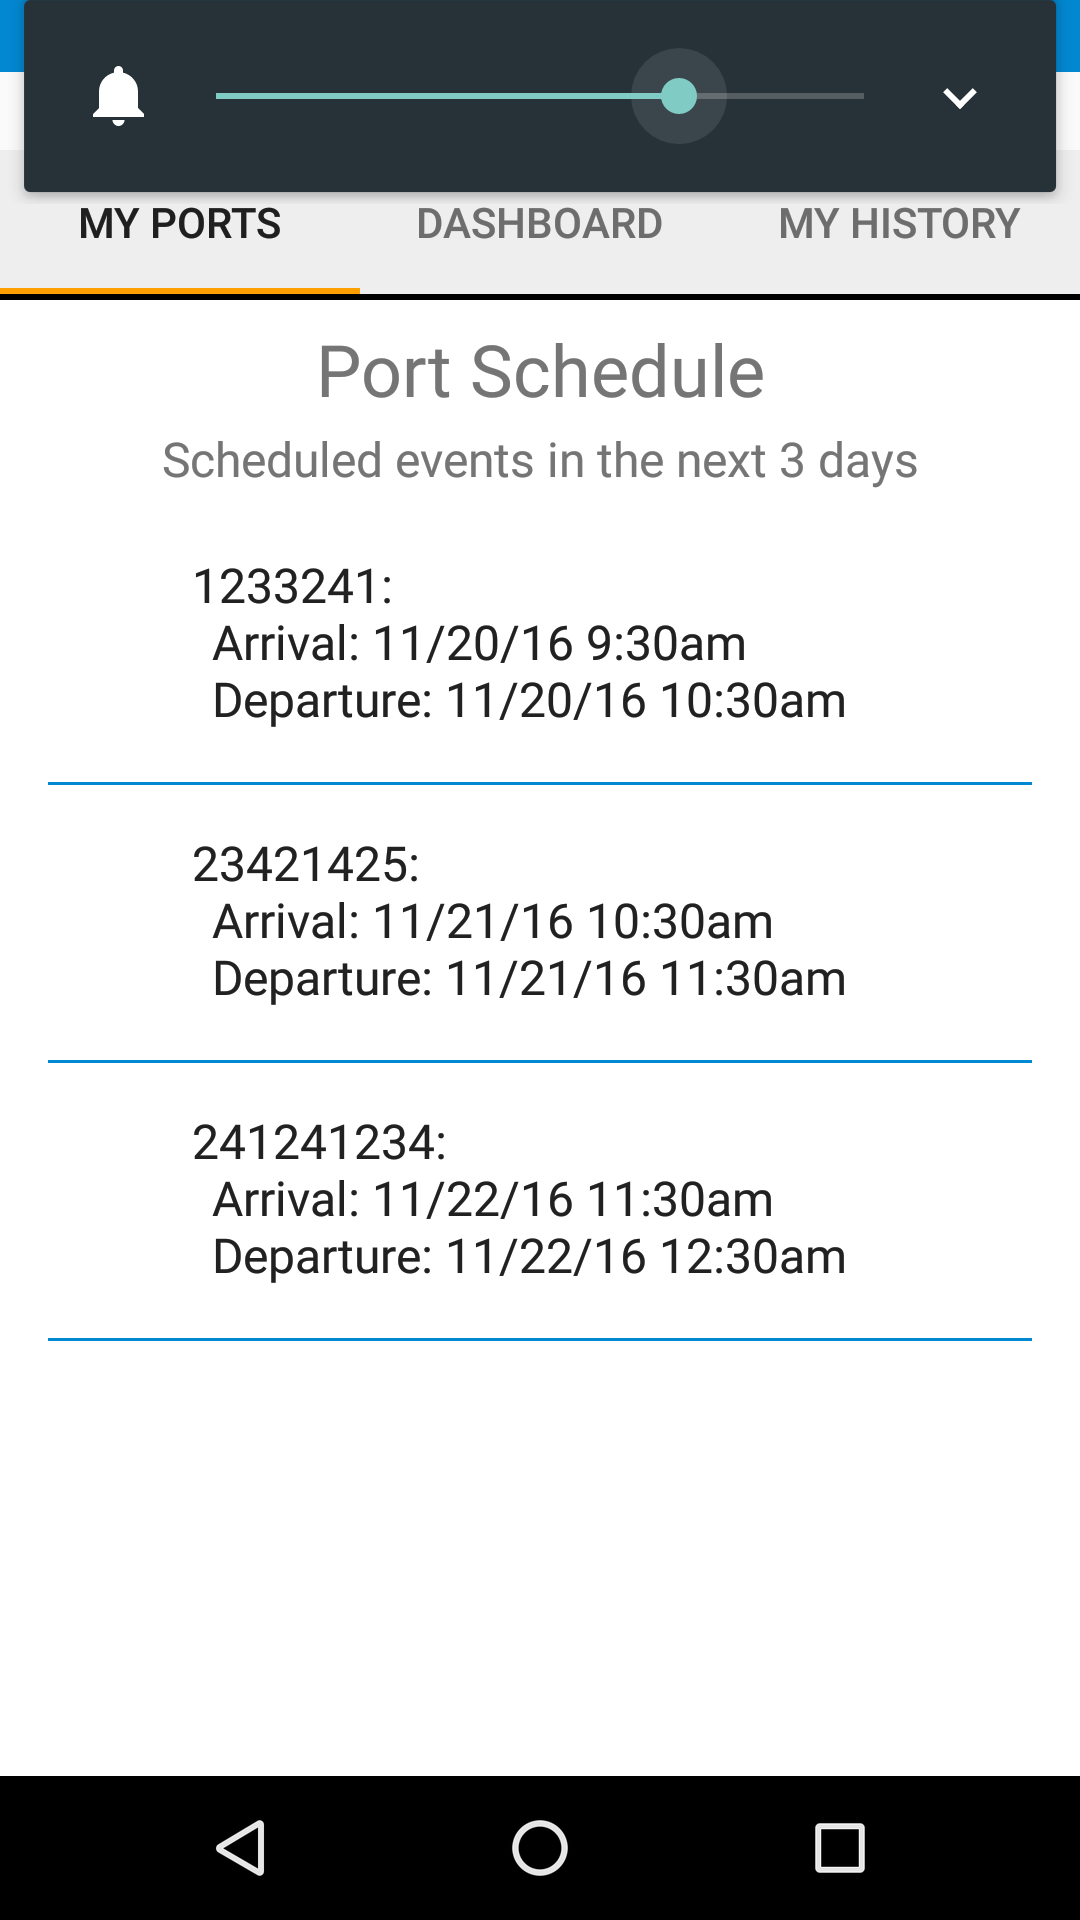 MY PORTS DASHBOARD MY HISTORY
Port Schedule
Scheduled events in the next 3 days
1233241:
Arrival: 11/20/16 9:30am
Departure: 11/20/16 10:30am
23421425:
Arrival: 11/21/16 10:30am
Departure: 11/21/16 11:30am
241241234:
Arrival: 11/22/16 11:30am
Departure: 11/22/16 12:30am